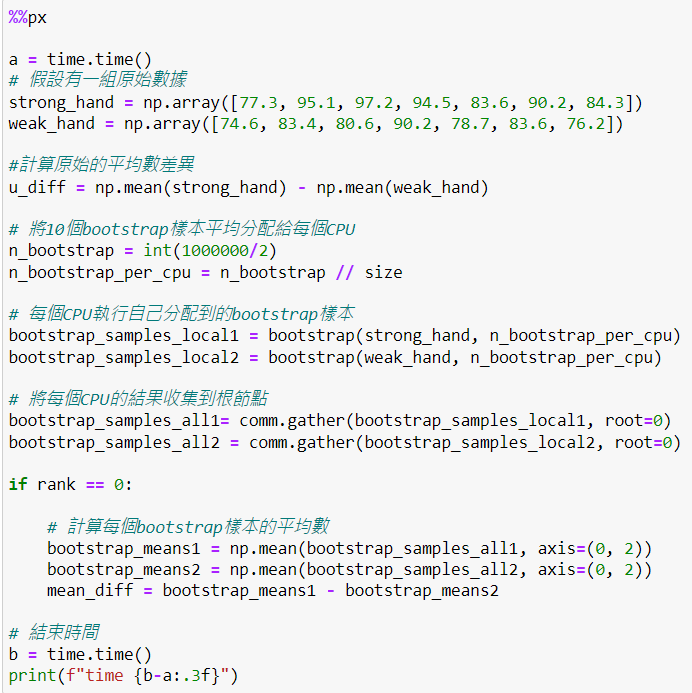 %%px
a = time.time()
# 假設有一組原始數據
strong_hand = np.array([77.3, 95.1, 97.2, 94.5, 83.6, 90.2, 84.3])
weak_hand = np.array([74.6, 83.4, 80.6, 90.2, 78.7, 83.6, 76.2])
#計算原始的平均數差異
u_diff = np.mean(strong_hand) - np.mean(weak_hand)
# 將10個bootstrap樣本平均分配給每個CPU
n_bootstrap = int(1000000/2)
n_bootstrap_per_cpu = n_bootstrap // size
# 每個CPU執行自己分配到的bootstrap樣本
bootstrap_samples_local1 = bootstrap(strong_hand, n_bootstrap_per_cpu)
bootstrap_samples_local2 = bootstrap(weak_hand, n_bootstrap_per_cpu)
# 將每個CPU的結果收集到根節點
bootstrap_samples_all1= comm.gather(bootstrap_samples_local1, root=0)
bootstrap_samples_all2 = comm.gather(bootstrap_samples_local2, root=0)
if rank == 0:
    # 計算每個bootstrap樣本的平均數
    bootstrap_means1 = np.mean(bootstrap_samples_all1, axis=(0, 2))
    bootstrap_means2 = np.mean(bootstrap_samples_all2, axis=(0, 2))
    mean_diff = bootstrap_means1 - bootstrap_means2
# 結束時間
b = time.time()
print(f"time {b-a:.3f}")